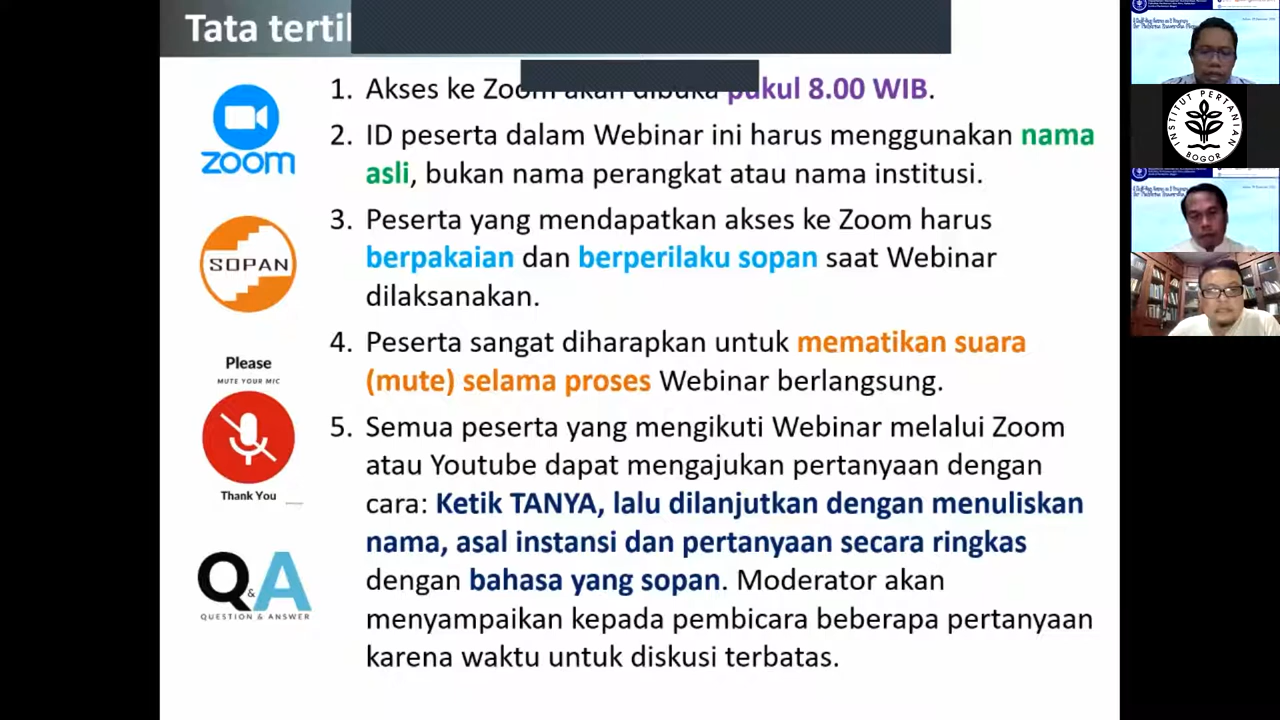 Tata tertib
1. Akses ke Zoom akan dibuka pukul 8.00 WIB.
2. ID peserta dalam Webinar ini harus menggunakan nama
asli, bukan nama perangkat atau nama institusi.
3. Peserta yang mendapatkan akses ke Zoom harus
berpakaian dan berperilaku sopan saat Webinar
dilaksanakan.
4. Peserta sangat diharapkan untuk mematikan suara
(mute) selama proses Webinar berlangsung.
5. Semua peserta yang mengikuti Webinar melalui Zoom
atau Youtube dapat mengajukan pertanyaan dengan
cara: Ketik TANYA, lalu dilanjutkan dengan menuliskan
nama, asal instansi dan pertanyaan secara ringkas
dengan bahasa yang sopan. Moderator akan
menyampaikan kepada pembicara beberapa pertanyaan
karena waktu untuk diskusi terbatas.
zoom
SOPAN
Please
MUTE YOUR MIC
Thank You
Q&A
QUESTION & ANSWER
INSTITUT PERTANIAN
BOGOR